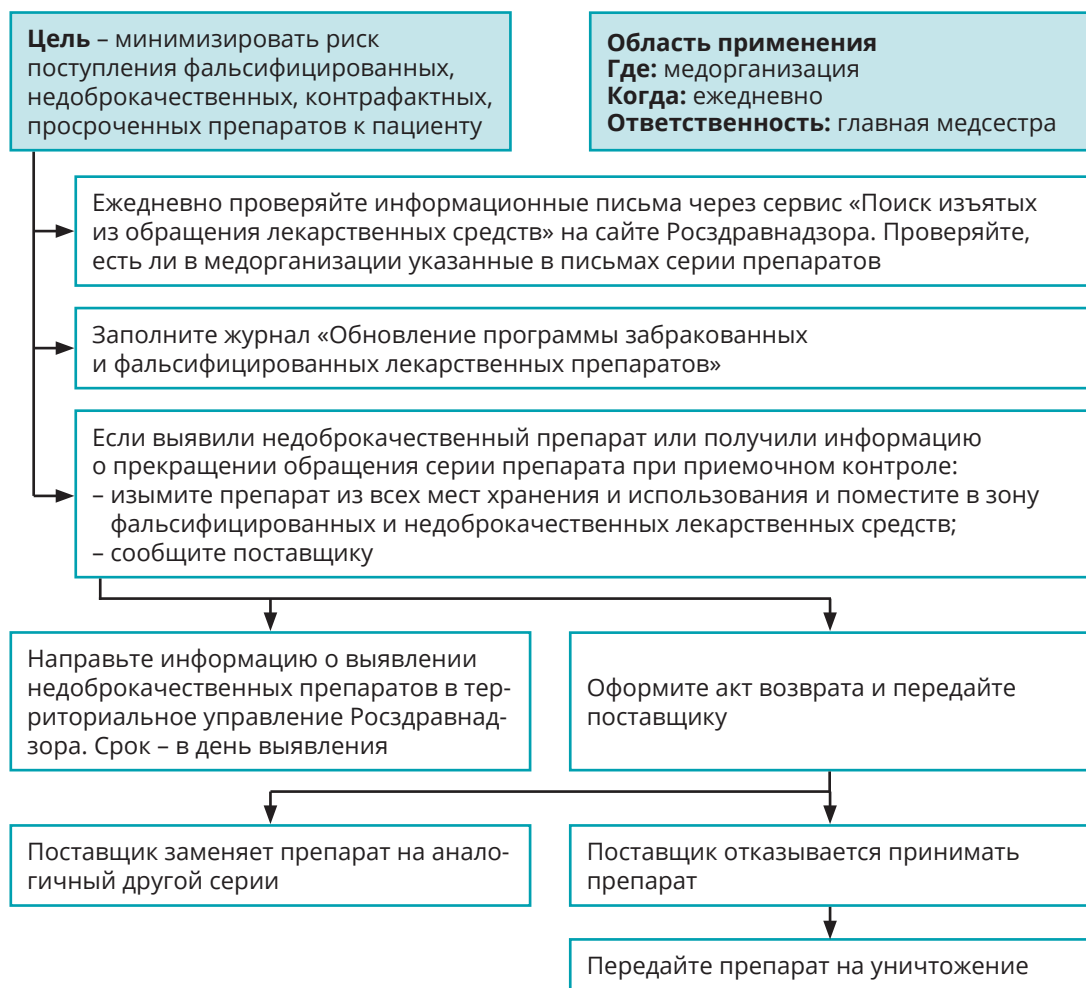 Цель – минимизировать риск
поступления фальсифицированных,
недоброкачественных, контрафактных,
просроченных препаратов к пациенту
Область применения
Где: медорганизация
Когда: ежедневно
Ответственность: главная медсестра
Ежедневно проверяйте информационные письма через сервис «Поиск изъятых
из обращения лекарственных средств» на сайте Росздравнадзора. Проверяйте,
есть ли в медорганизации указанные в письмах серии препаратов
Заполните журнал «Обновление программы забракованных
и фальсифицированных лекарственных препаратов»
Если выявили недоброкачественный препарат или получили информацию
о прекращении обращения серии препарата при приемочном контроле:
– изымите препарат из всех мест хранения и использования и поместите в зону
фальсифицированных и недоброкачественных лекарственных средств;
– сообщите поставщику
Направьте информацию о выявлении
недоброкачественных препаратов в тер-
риториальное управление Росздравнад-
зора. Срок – в день выявления
Оформите акт возврата и передайте
поставщику
Поставщик заменяет препарат на анало-
гичный другой серии
Поставщик отказывается принимать
препарат
Передайте препарат на уничтожение